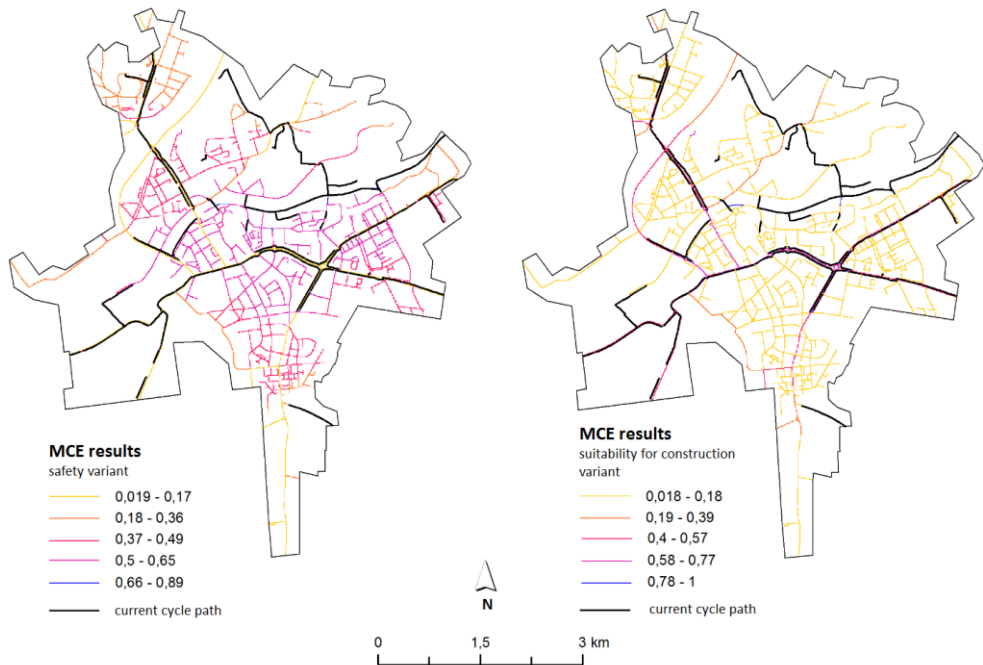 MCE results
safety variant
0,019 - 0,17
0,18 - 0,36
0,37 - 0,49
0,5 - 0,65
0,66 - 0,89
current cycle path
MCE results
suitability for construction
variant
0,018 - 0,18
0,19 - 0,39
0,4 - 0,57
0,58 - 0,77
0,78 - 1
current cycle path
N
0 1,5 3 km